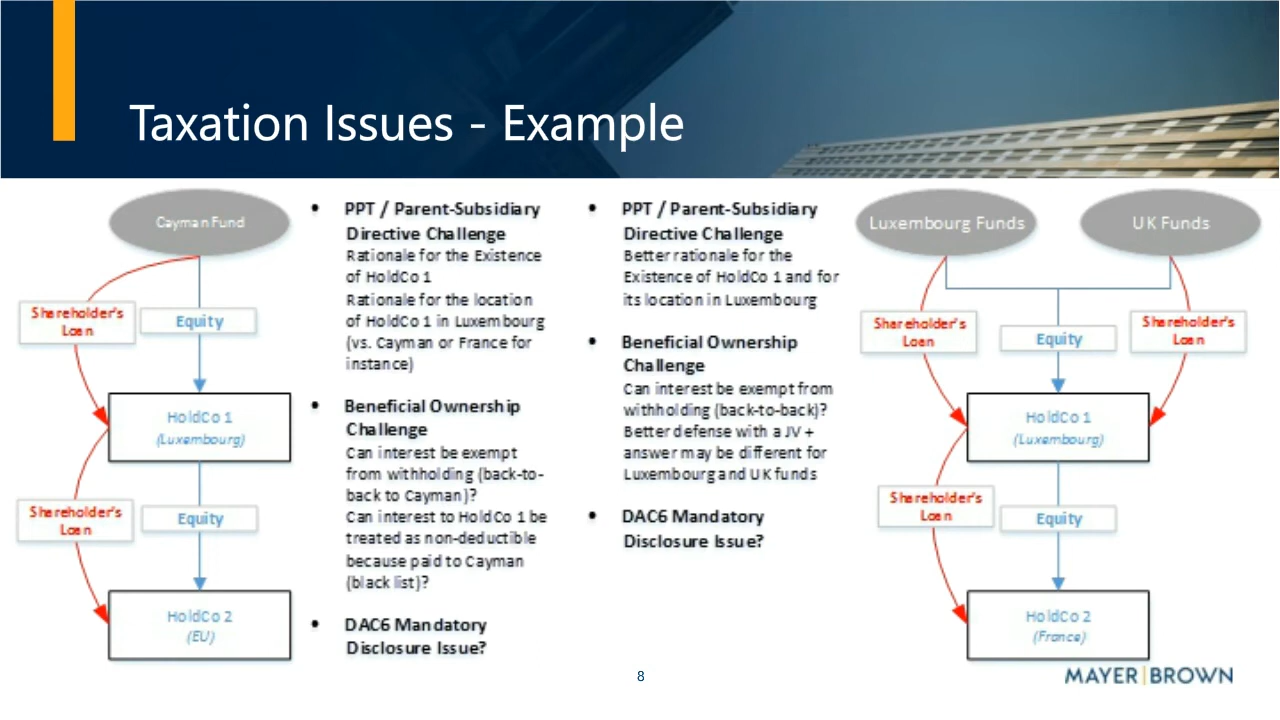 Taxation Issues - Example
Cayman Fund
Shareholder's
Loan
Equity
HoldCo 1
(Luxembourg)
Shareholder's
Loan
Equity
HoldCo 2
(EU)
• PPT / Parent-Subsidiary
Directive Challenge
Rationale for the Existence
of HoldCo 1
Rationale for the location
of HoldCo 1 in Luxembourg
(vs. Cayman or France for
instance)
• Beneficial Ownership
Challenge
Can interest be exempt
from withholding (back-to-
back to Cayman)?
Can interest to HoldCo 1 be
treated as non-deductible
because paid to Cayman
(black list)?
• DAC6 Mandatory
Disclosure Issue?
• PPT / Parent-Subsidiary
Directive Challenge
Better rationale for the
Existence of HoldCo 1 and for
its location in Luxembourg
• Beneficial Ownership
Challenge
Can interest be exempt from
withholding (back-to-back)?
Better defense with a JV +
answer may be different for
Luxembourg and UK funds
• DAC6 Mandatory
Disclosure Issue?
Luxembourg Funds
UK Funds
Shareholder's
Loan
Equity
Shareholder's
Loan
HoldCo 1
(Luxembourg)
Shareholder's
Loan
Equity
HoldCo 2
(France)
8
MAYER | BROWN